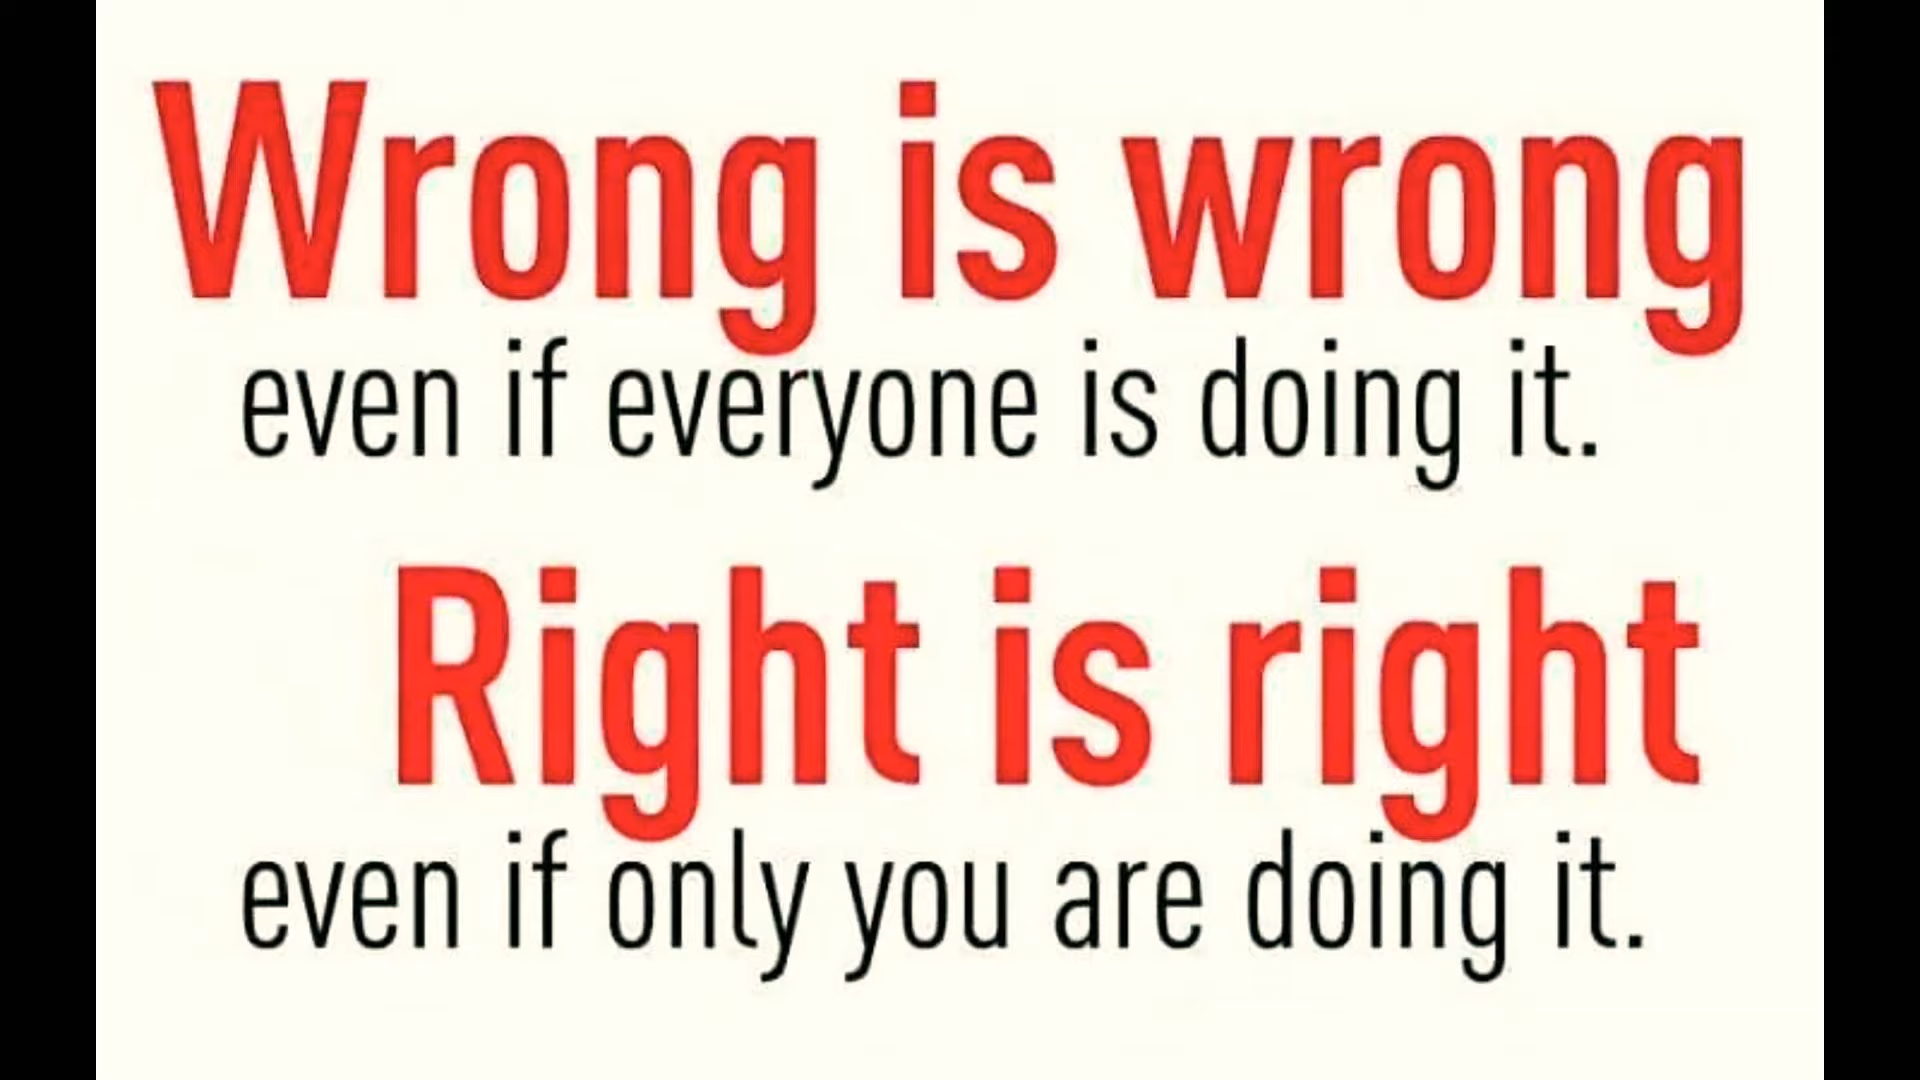 Wrong is wrong
even if everyone is doing it.
Right is right
even if only you are doing it.